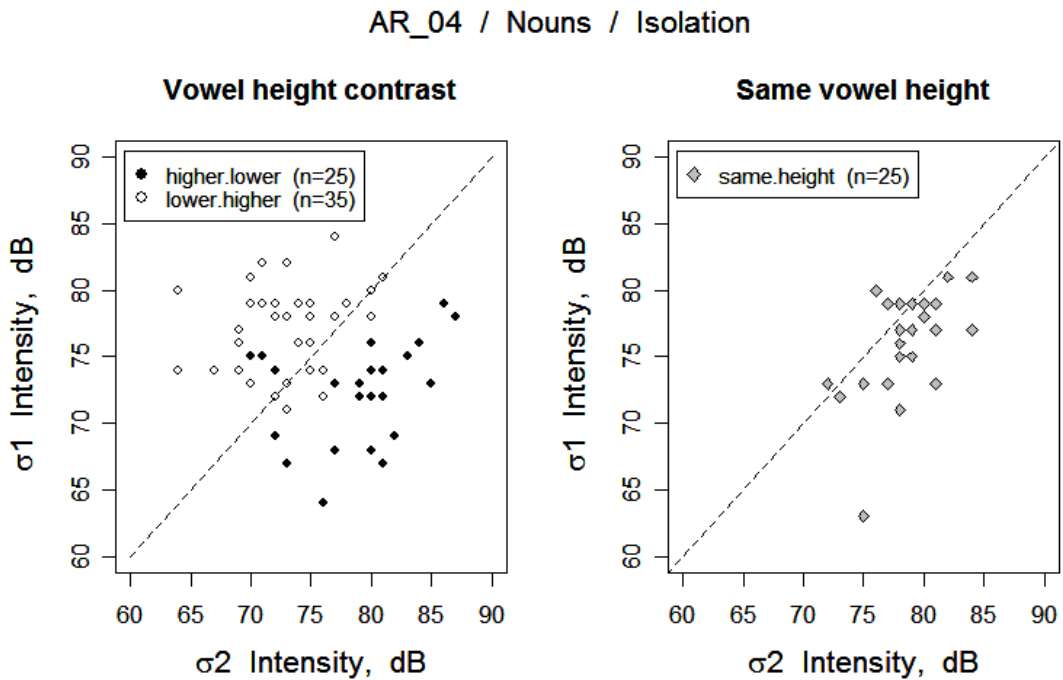 AR_04 / Nouns / Isolation
Vowel height contrast
higher.lower (n=25)
lower.higher (n=35)
90
85
80
75
70
65
60
σ1 Intensity, dB
60 65 70 75 80 85 90
σ2 Intensity, dB
Same vowel height
same.height (n=25)
90
85
80
75
70
65
60
σ1 Intensity, dB
60 65 70 75 80 85 90
σ2 Intensity, dB